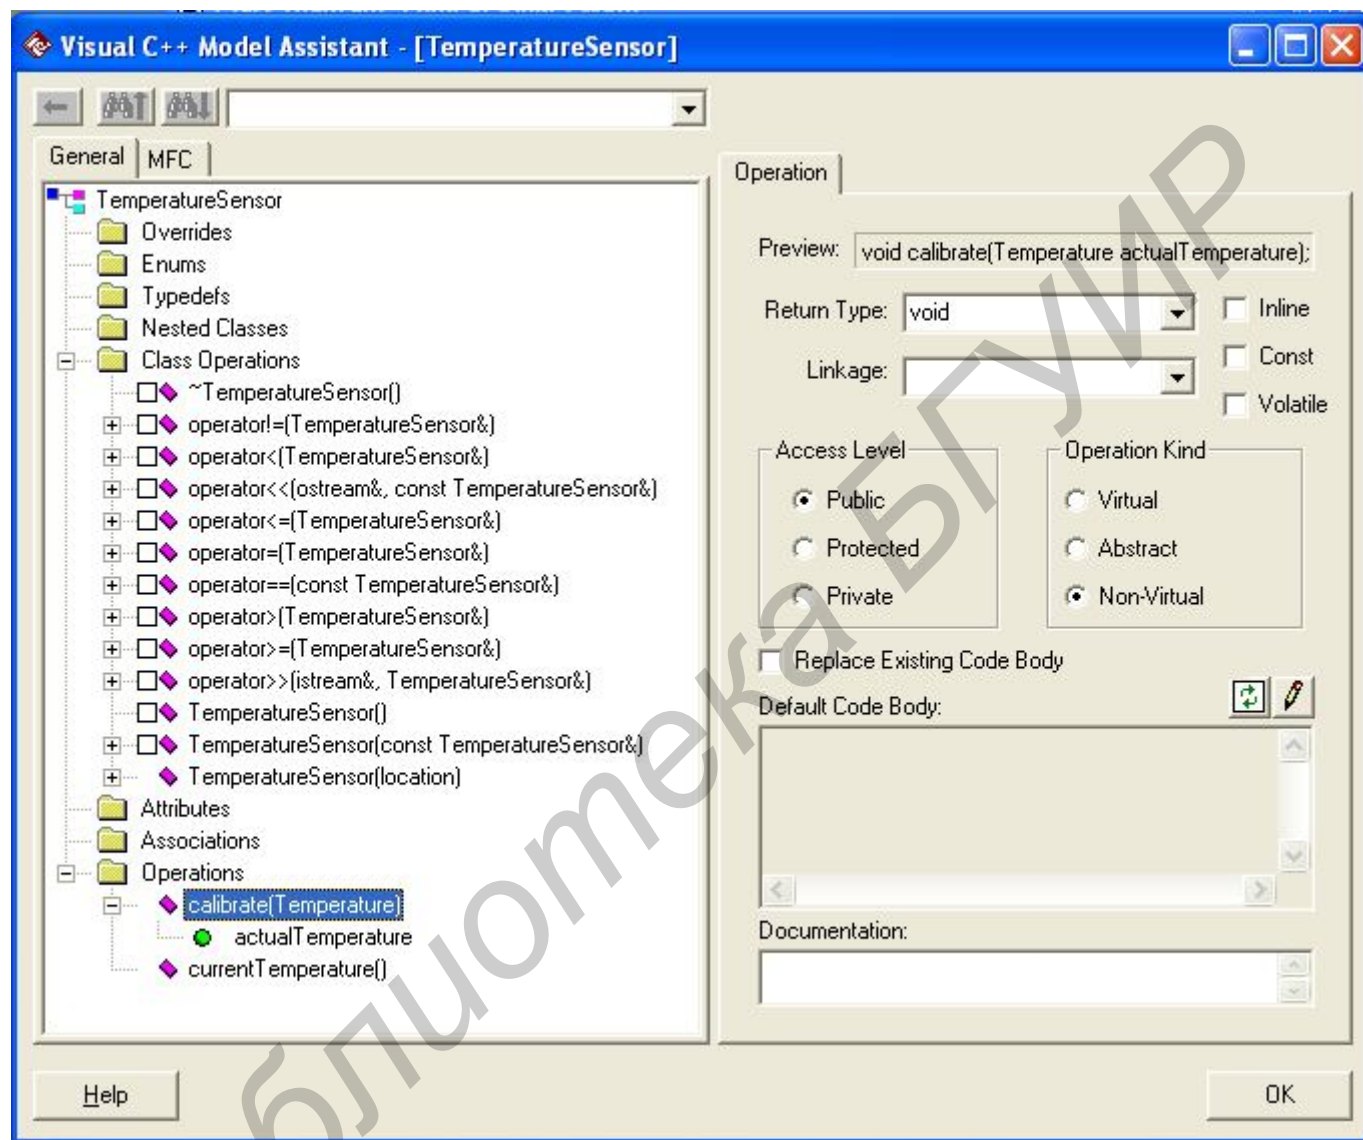 Visual C++ Model Assistant - [TemperatureSensor]
General
MFC
TemperatureSensor
Overrides
Enums
Typedefs
Nested Classes
Class Operations
~TemperatureSensor()
operator!=(TemperatureSensor&)
operator<(TemperatureSensor&)
operator<<(ostream&, const TemperatureSensor&)
operator<=(TemperatureSensor&)
operator=(TemperatureSensor&)
operator==(const TemperatureSensor&)
operator>(TemperatureSensor&)
operator>=(TemperatureSensor&)
operator>>(istream&, TemperatureSensor&)
TemperatureSensor()
TemperatureSensor(const TemperatureSensor&)
TemperatureSensor(location)
Attributes
Associations
Operations
calibrate(Temperature)
actualTemperature
currentTemperature()
Operation
Preview: void calibrate(Temperature actualTemperature);
Return Type: void
Inline
Linkage:
Const
Volatile
Access Level
Public
Protected
Private
Operation Kind
Virtual
Abstract
Non-Virtual
Replace Existing Code Body
Default Code Body:
Documentation:
Help
OK
блиотека БГУИР